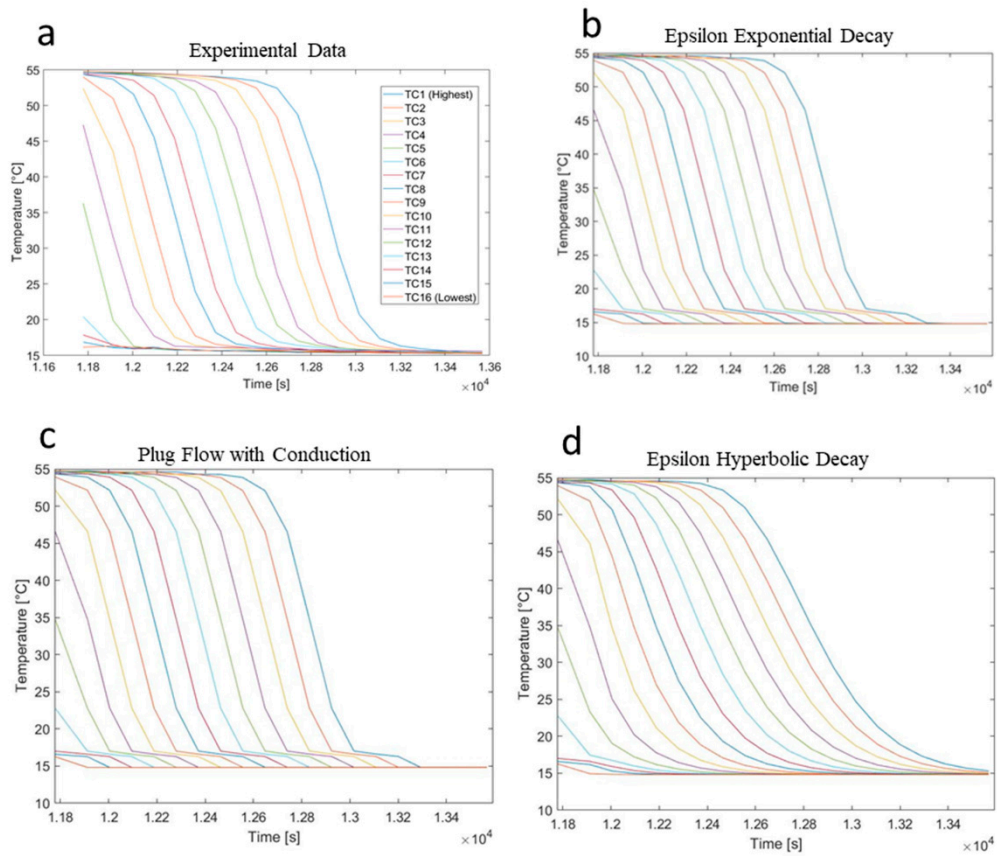 a
Experimental Data
55
50
45
40
35
30
25
20
15
Temperature [°C]
TC1 (Highest)
TC2
TC3
TC4
TC5
TC6
TC7
TC8
TC9
TC10
TC11
TC12
TC13
TC14
TC15
TC16 (Lowest)
1.16 1.18 1.2 1.22 1.24 1.26 1.28 1.3 1.32 1.34 1.36
Time [s]
×10⁴
b
Epsilon Exponential Decay
55
50
45
40
35
30
25
20
15
10
Temperature [°C]
1.18 1.2 1.22 1.24 1.26 1.28 1.3 1.32 1.34
Time [s]
×10⁴
c
Plug Flow with Conduction
55
50
45
40
35
30
25
20
15
10
Temperature [°C]
1.18 1.2 1.22 1.24 1.26 1.28 1.3 1.32 1.34
Time [s]
×10⁴
d
Epsilon Hyperbolic Decay
55
50
45
40
35
30
25
20
15
10
Temperature [°C]
1.18 1.2 1.22 1.24 1.26 1.28 1.3 1.32 1.34
Time [s]
×10⁴